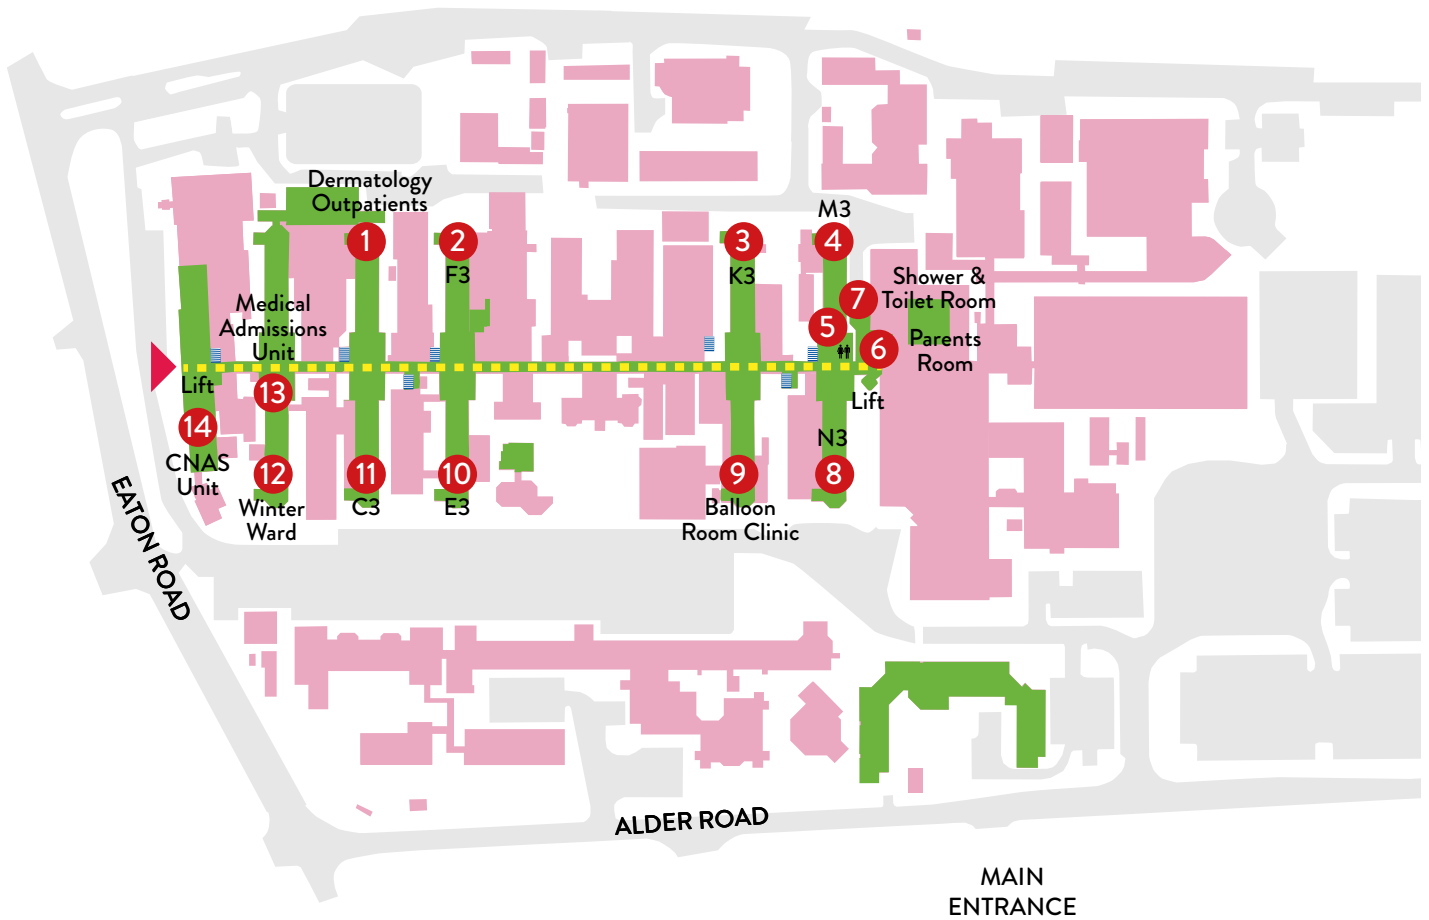 Dermatology
Outpatients
1
2
F3
3
K3
M3
4
Shower &
Toilet Room
7
5
6
Parents
Room
Medical
Admissions
Unit
Lift
13
14
CNAS
Unit
12
Winter
Ward
11
C3
10
E3
9
Balloon
Room Clinic
Lift
N3
8
EATON ROAD
ALDER ROAD
MAIN
ENTRANCE